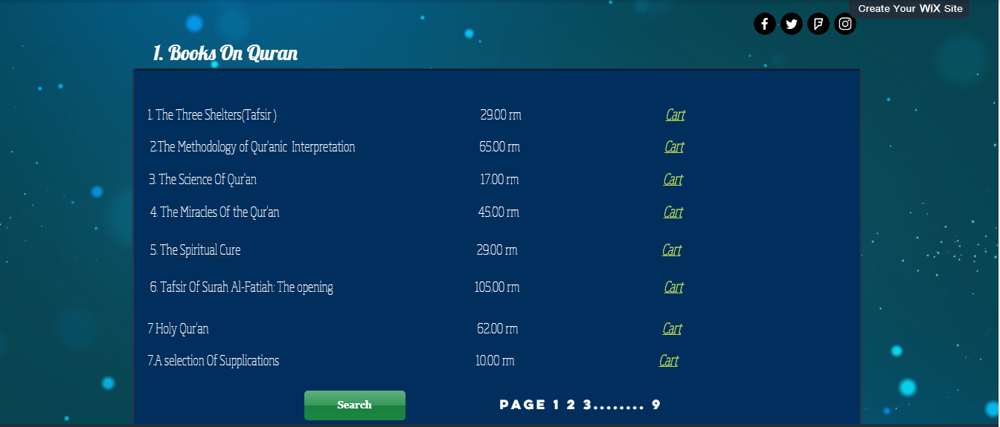 Create Your WiX Site
1. Books On Quran
1. The Three Shelters(Tafsir ) 29.00 rm Cart
2.The Methodology of Qur'anic Interpretation 65.00 rm Cart
3. The Science Of Qur'an 17.00 rm Cart
4. The Miracles Of the Qur'an 45.00 rm Cart
5. The Spiritual Cure 29.00 rm Cart
6. Tafsir Of Surah Al-Fatiah: The opening 105.00 rm Cart
7 Holy Qur'an 62.00 rm Cart
7.A selection Of Supplications 10.00 rm Cart
Search PAGE 1 2 3........ 9